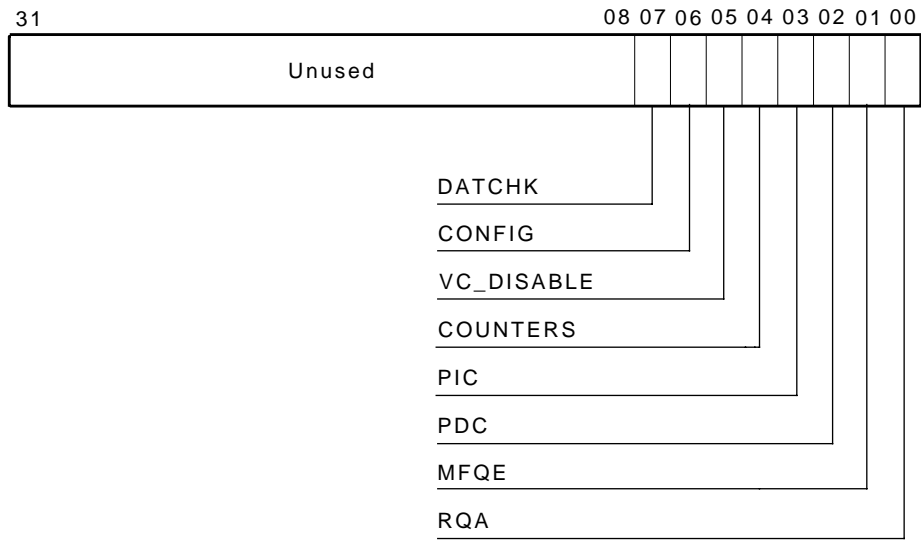 31 08 07 06 05 04 03 02 01 00
Unused
DATCHK
CONFIG
VC_DISABLE
COUNTERS
PIC
PDC
MFQE
RQA